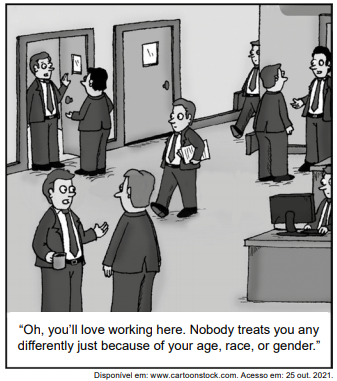 “Oh, you’ll love working here. Nobody treats you any
differently just because of your age, race, or gender.”
Disponível em: www.cartoonstock.com. Acesso em: 25 out. 2021.